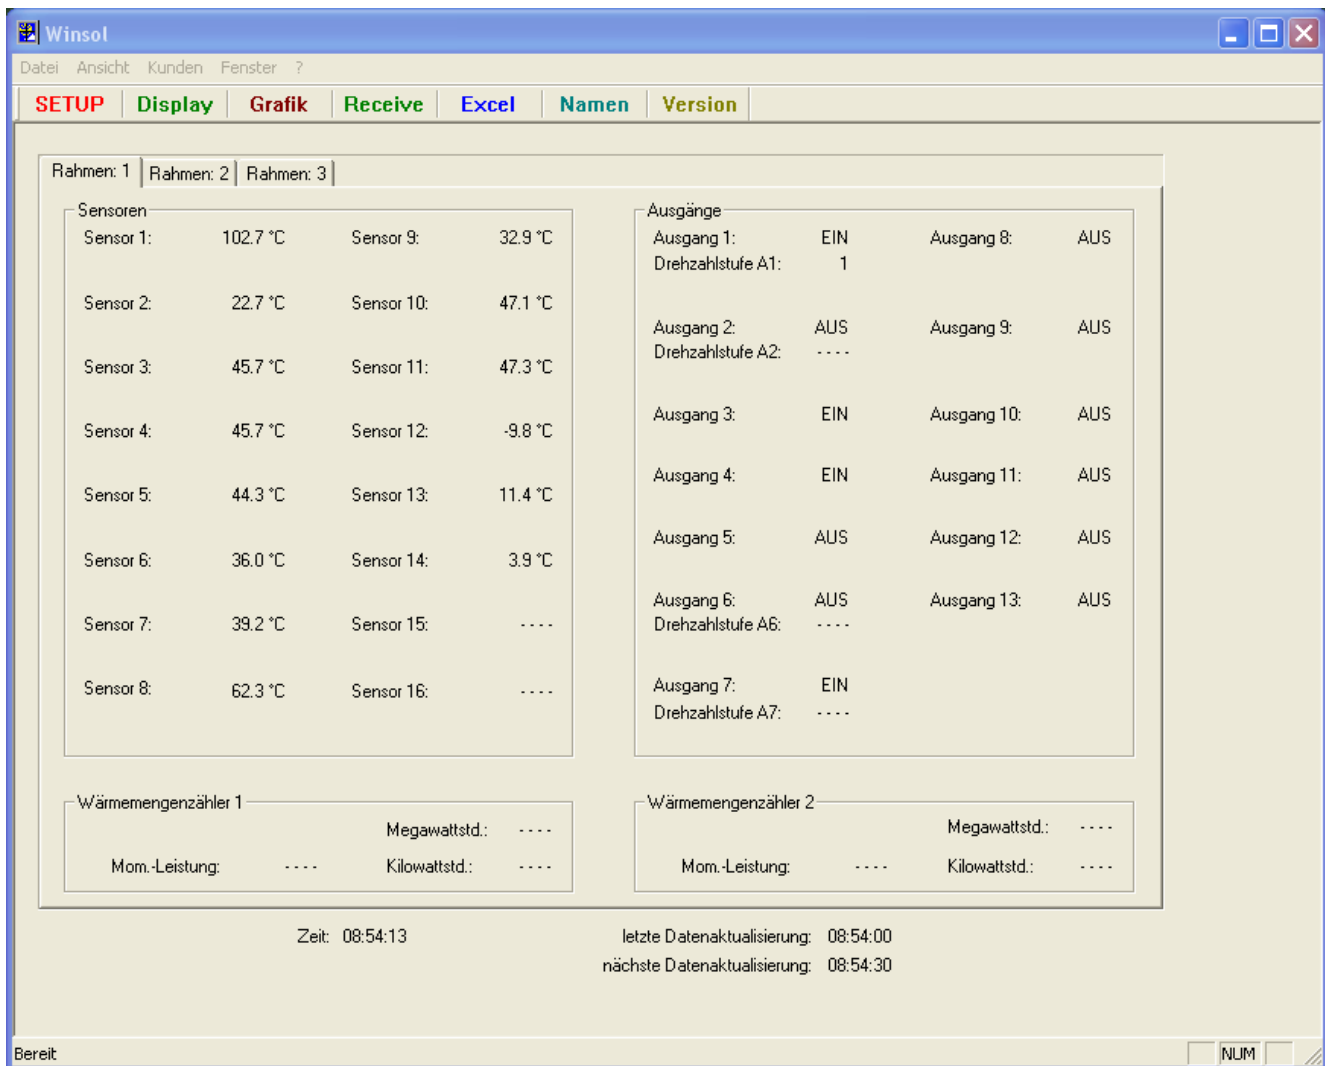 Winsol
Datei Ansicht Kunden Fenster ?
SETUP Display Grafik Receive Excel Namen Version
Rahmen: 1 Rahmen: 2 Rahmen: 3
Sensoren
Sensor 1: 102.7 °C Sensor 9: 32.9 °C
Sensor 2: 22.7 °C Sensor 10: 47.1 °C
Sensor 3: 45.7 °C Sensor 11: 47.3 °C
Sensor 4: 45.7 °C Sensor 12: -9.8 °C
Sensor 5: 44.3 °C Sensor 13: 11.4 °C
Sensor 6: 36.0 °C Sensor 14: 3.9 °C
Sensor 7: 39.2 °C Sensor 15: ----
Sensor 8: 62.3 °C Sensor 16: ----
Ausgänge
Ausgang 1: EIN Ausgang 8: AUS
Drehzahlstufe A1: 1
Ausgang 2: AUS Ausgang 9: AUS
Drehzahlstufe A2: ----
Ausgang 3: EIN Ausgang 10: AUS
Ausgang 4: EIN Ausgang 11: AUS
Ausgang 5: AUS Ausgang 12: AUS
Ausgang 6: AUS Ausgang 13: AUS
Drehzahlstufe A6: ----
Ausgang 7: EIN
Drehzahlstufe A7: ----
Wärmemengenzähler 1
Megawattstd.: ----
Mom.-Leistung: ---- Kilowattstd.: ----
Wärmemengenzähler 2
Megawattstd.: ----
Mom.-Leistung: ---- Kilowattstd.: ----
Zeit: 08:54:13 letzte Datenaktualisierung: 08:54:00
nächste Datenaktualisierung: 08:54:30
Bereit NUM